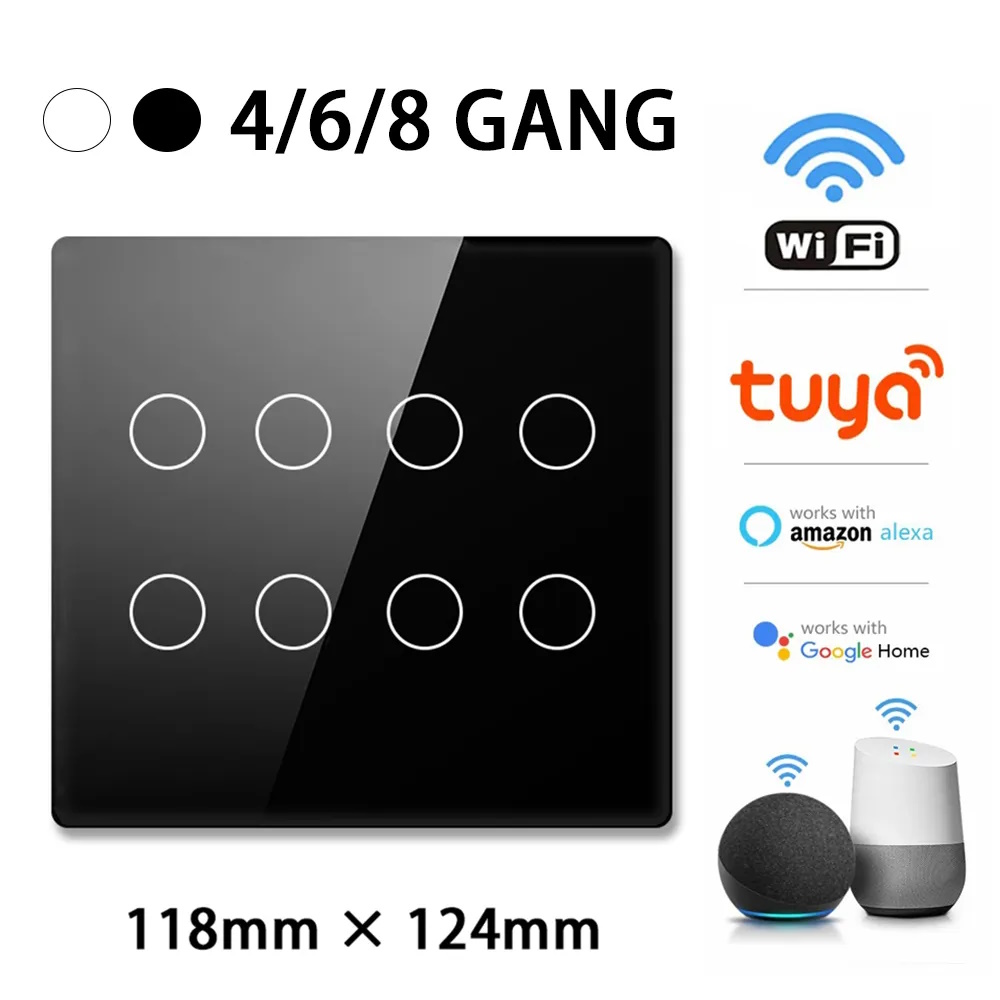 4/6/8 GANG
WiFi
tuya
works with
amazon alexa
works with
Google Home
118mm × 124mm